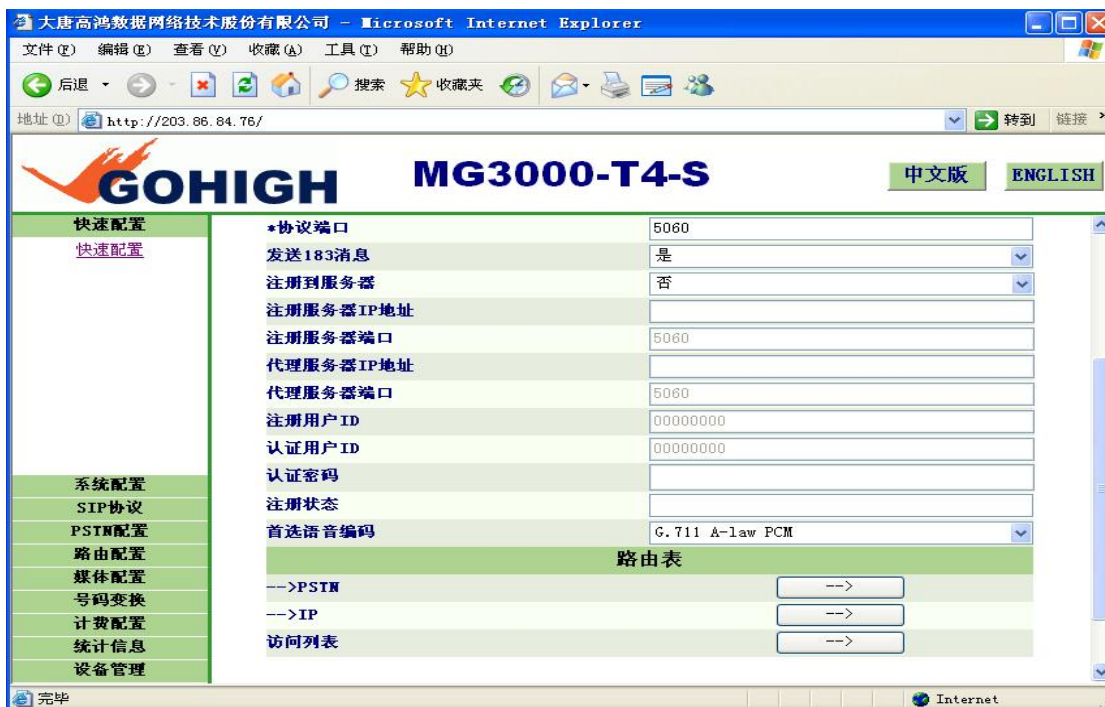 大唐高鸿数据网络技术股份有限公司 - Microsoft Internet Explorer
文件(F) 编辑(E) 查看(V) 收藏(A) 工具(T) 帮助(H)
后退 搜索 收藏夹
地址(D) http://203.86.84.76/ 转到 链接
GOHIGH MG3000-T4-S 中文版 ENGLISH
快速配置
快速配置
*协议端口 5060
发送183消息 是
注册到服务器 否
注册服务器IP地址
注册服务器端口 5060
代理服务器IP地址
代理服务器端口 5060
注册用户ID 00000000
认证用户ID 00000000
认证密码
注册状态
首选语音编码 G.711 A-law PCM
路由表
-->PSTN -->
-->IP -->
访问列表 -->
系统配置
SIP协议
PSTN配置
路由配置
媒体配置
号码变换
计费配置
统计信息
设备管理
完毕 Internet